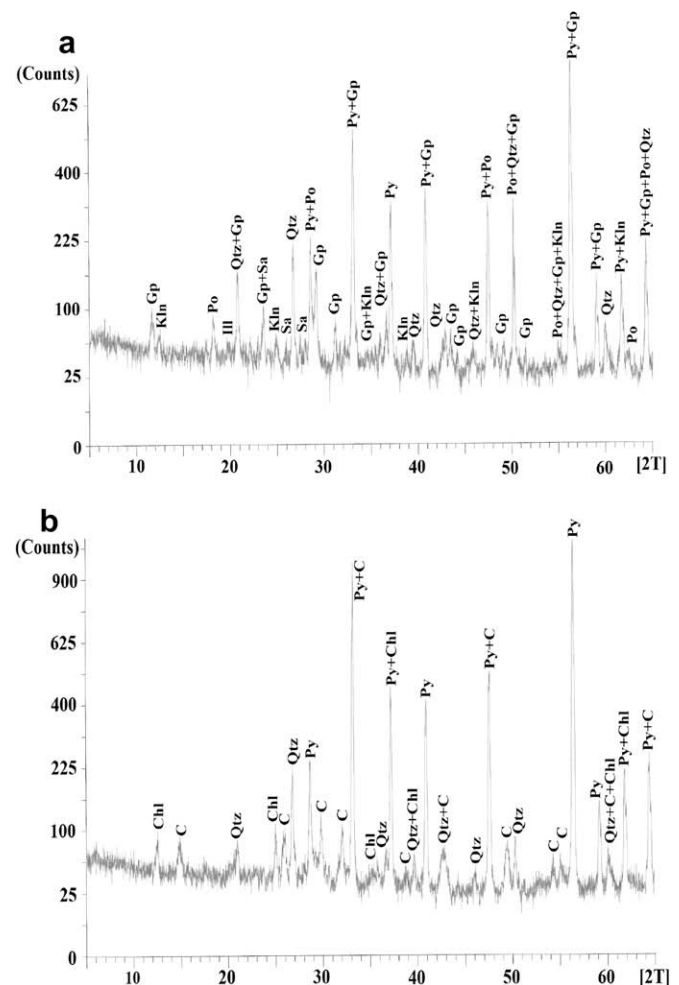 a
(Counts)
625
400
225
100
25
0
Gp
Kln
Po
Ill
Qtz+Gp
Gp+Sa
Kln
Sa
Qtz
Sa
Py+Po
Gp
Gp
Py+Gp
Gp+Kln
Qtz+Gp
Py
Kln
Qtz
Py+Gp
Qtz
Gp
Gp
Qtz+Kln
Py+Po
Gp
Po+Qtz+Gp
Gp
Po+Qtz+Gp+Kln
Py+Gp
Py+Gp
Qtz
Py+Kln
Po
Py+Gp+Po+Qtz
10 20 30 40 50 60 [2T]
b
(Counts)
900
625
400
225
100
25
0
Chl
C
Qtz
Chl
C
Qtz
Py
C
C
Py+C
Chl
Qtz
Py+Chl
C
Qtz+Chl
Py
Qtz+C
Qtz
Py+C
C
Qtz
C
C
Py
Py
Qtz+C+Chl
Py+Chl
Py+C
10 20 30 40 50 60 [2T]